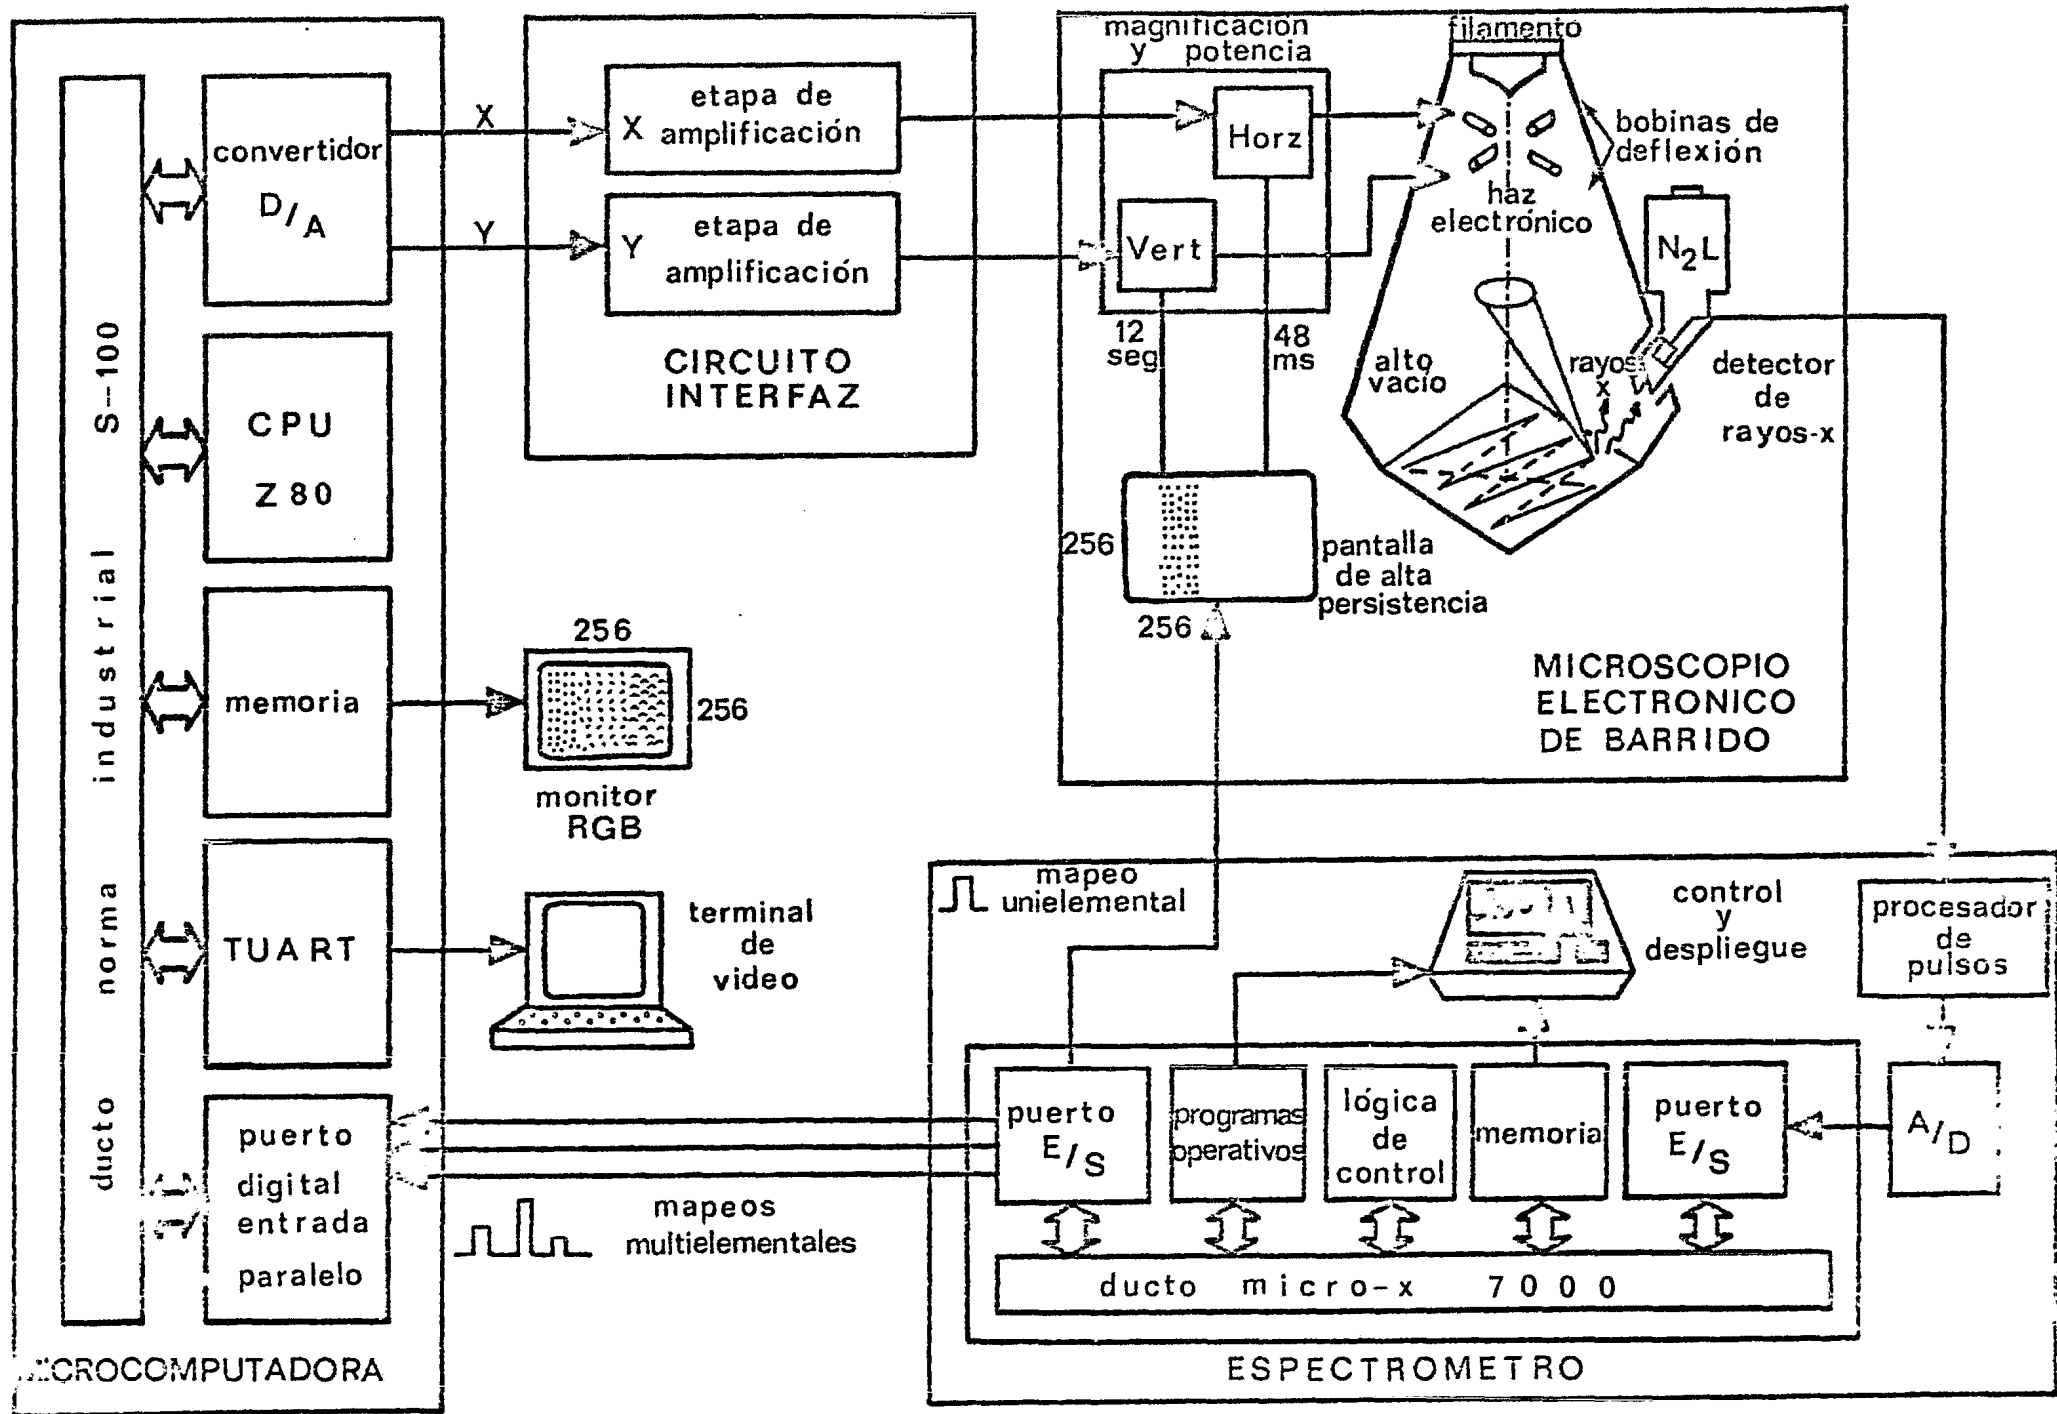 ducto norma industrial S-100
convertidor
D/A
CPU
Z 80
memoria
TUART
puerto
digital
entrada
paralelo
MICROCOMPUTADORA
X
Y
X
etapa de
amplificación
Y
etapa de
amplificación
CIRCUITO
INTERFAZ
256
256
monitor
RGB
terminal
de
video
mapeos
multielementales
magnificación
y potencia
Horz
Vert
12
seg
48
ms
filamento
bobinas de
deflexión
haz
electrónico
N2L
alto
vacío
rayos
x
detector
de
rayos-x
256
256
pantalla
de alta
persistencia
MICROSCOPIO
ELECTRONICO
DE BARRIDO
mapeo
unielemental
control
y
despliegue
procesador
de
pulsos
puerto
E/S
programas
operativos
lógica
de
control
memoria
puerto
E/S
A/D
ducto micro-x 7000
ESPECTROMETRO